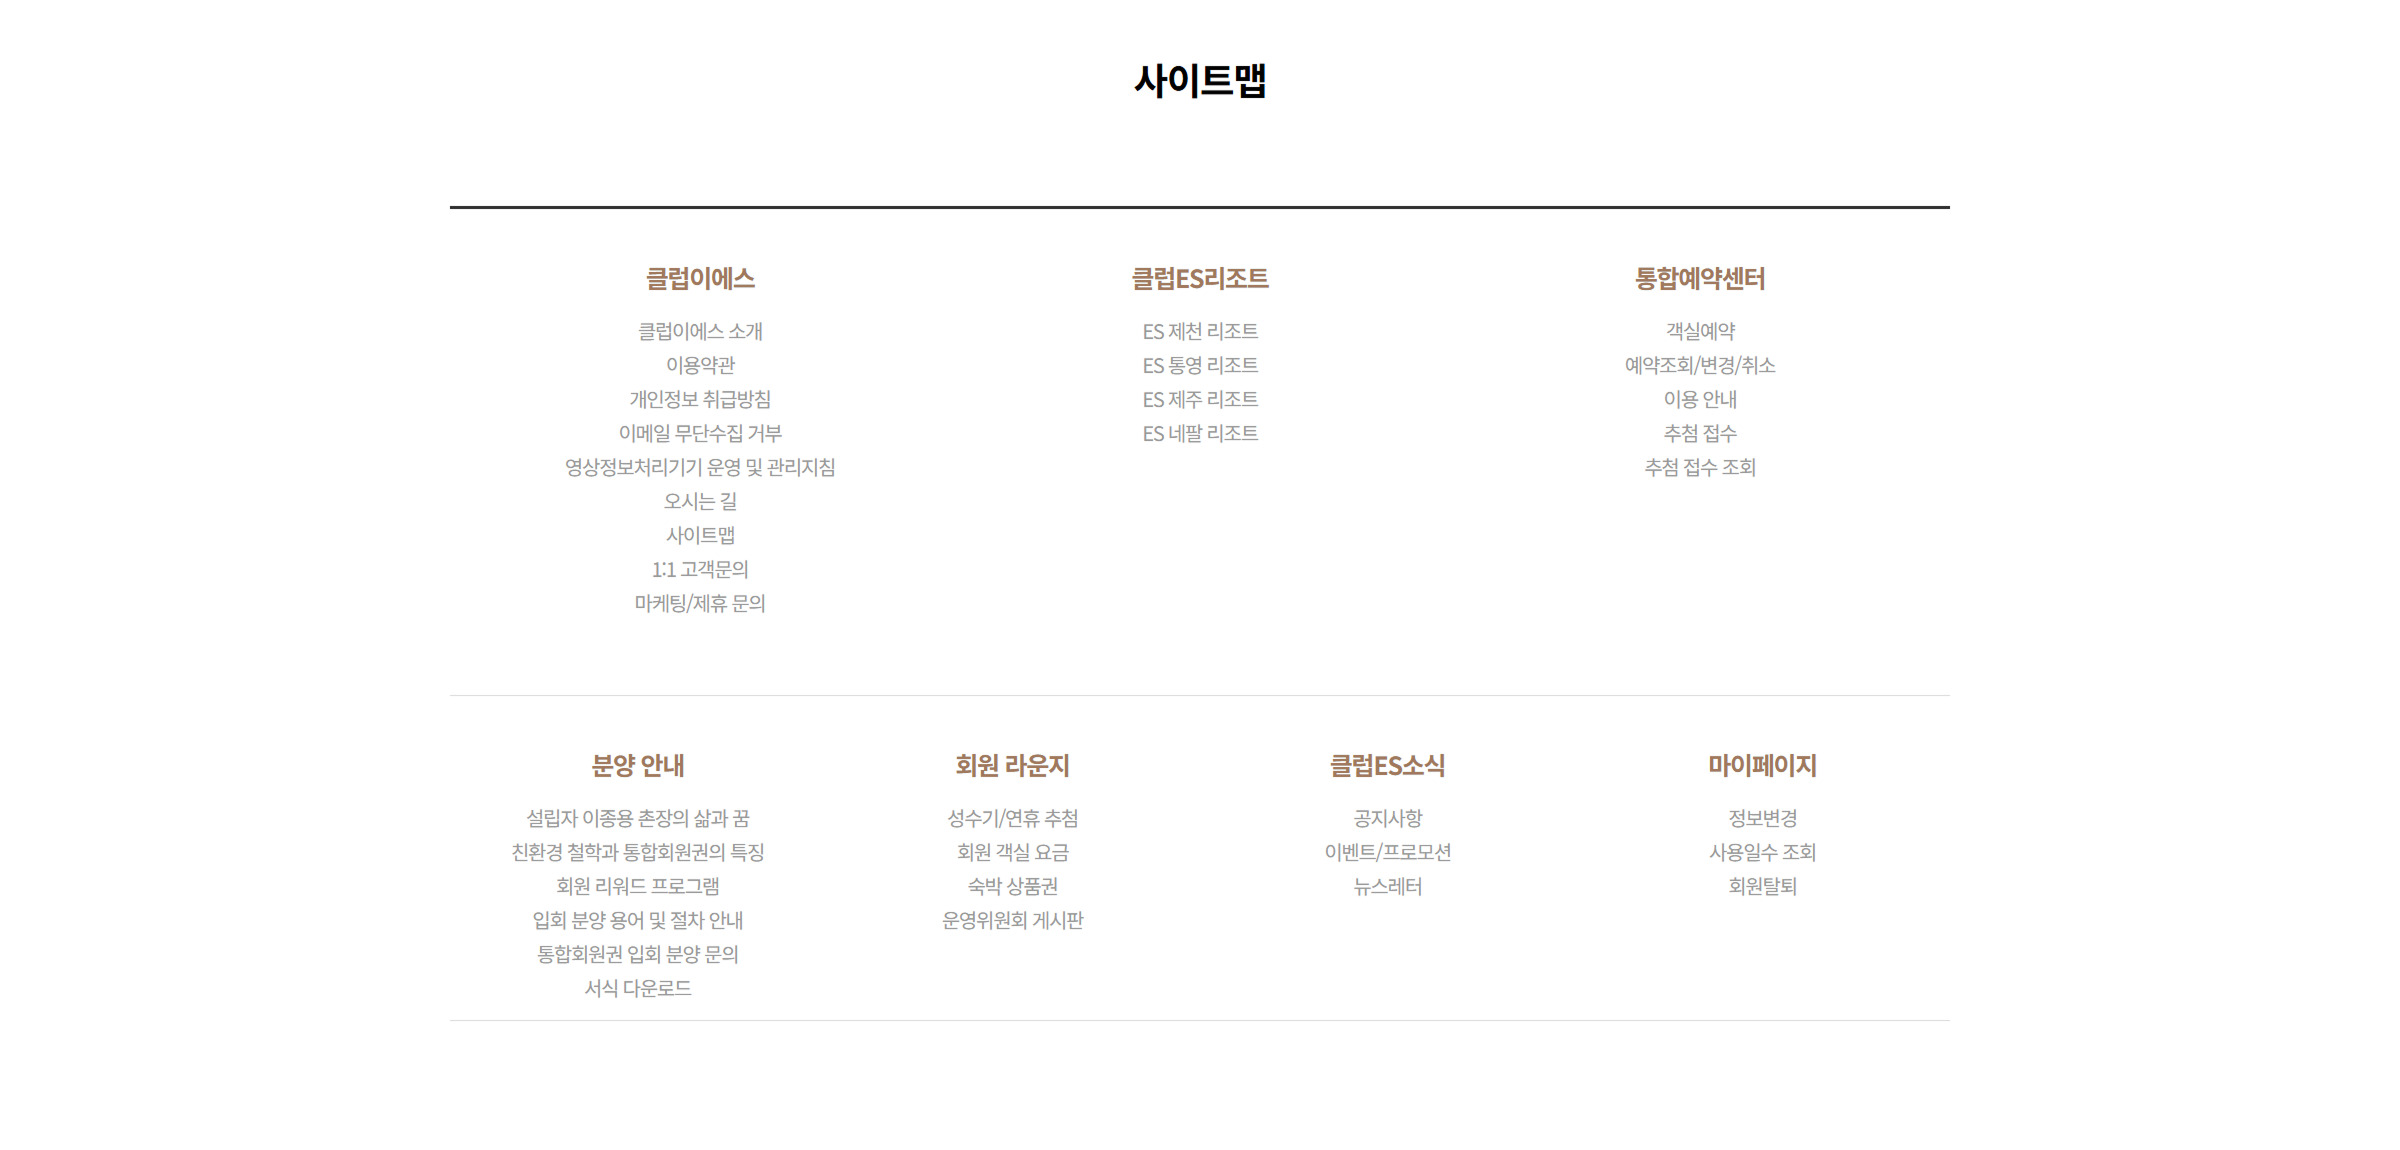 사이트맵
클럽이에스
클럽이에스 소개
이용약관
개인정보 취급방침
이메일 무단수집 거부
영상정보처리기기 운영 및 관리지침
오시는 길
사이트맵
1:1 고객문의
마케팅/제휴 문의
클럽ES리조트
ES 제천 리조트
ES 통영 리조트
ES 제주 리조트
ES 네팔 리조트
통합예약센터
객실예약
예약조회/변경/취소
이용 안내
추첨 접수
추첨 접수 조회
분양 안내
설립자 이종용 촌장의 삶과 꿈
친환경 철학과 통합회원권의 특징
회원 리워드 프로그램
입회 분양 용어 및 절차 안내
통합회원권 입회 분양 문의
서식 다운로드
회원 라운지
성수기/연휴 추첨
회원 객실 요금
숙박 상품권
운영위원회 게시판
클럽ES소식
공지사항
이벤트/프로모션
뉴스레터
마이페이지
정보변경
사용일수 조회
회원탈퇴